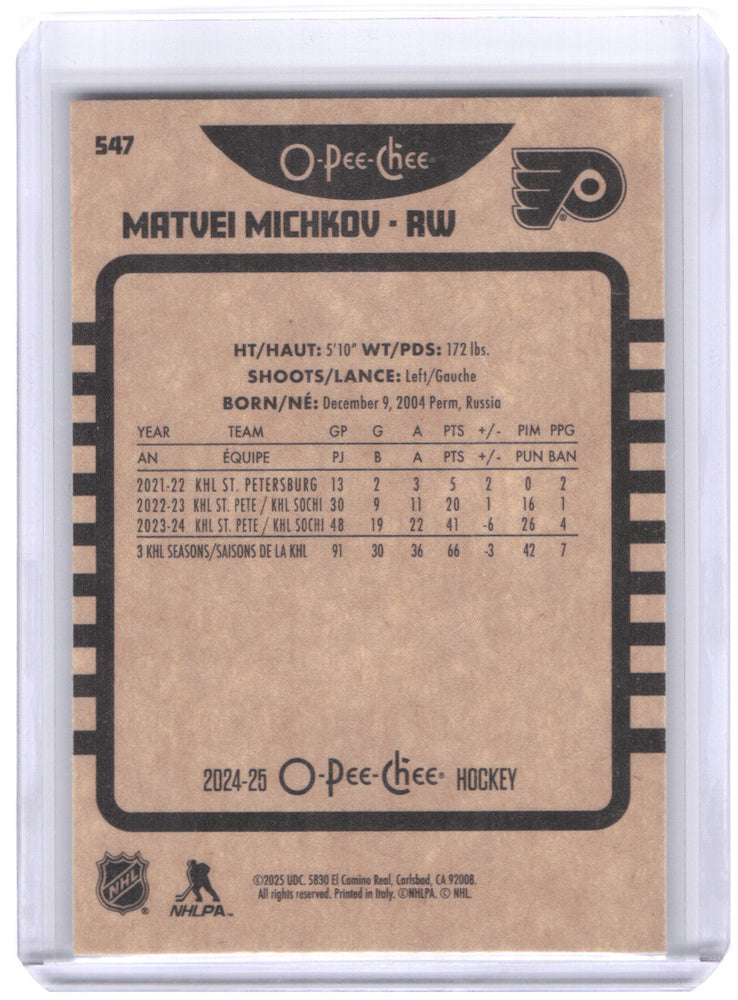 547
O-Pee-Chee®
MATVEI MICHKOV · RW
HT/HAUT: 5'10" WT/PDS: 172 lbs.
SHOOTS/LANCE: Left/Gauche
BORN/NÉ: December 9, 2004 Perm, Russia
YEAR TEAM GP G A PTS +/- PIM PPG
AN ÉQUIPE PJ B A PTS +/- PUN BAN
2021-22 KHL ST. PETERSBURG 13 2 3 5 2 0 2
2022-23 KHL ST. PETE / KHL SOCHI 30 9 11 20 1 16 1
2023-24 KHL ST. PETE / KHL SOCHI 48 19 22 41 -6 26 4
3 KHL SEASONS/SAISONS DE LA KHL 91 30 36 66 -3 42 7
2024-25 O-Pee-Chee® HOCKEY
NHL®
NHLPA™
©2025 UDC. 5830 El Camino Real, Carlsbad, CA 92008.
All rights reserved. Printed in Italy. ©NHLPA. © NHL.